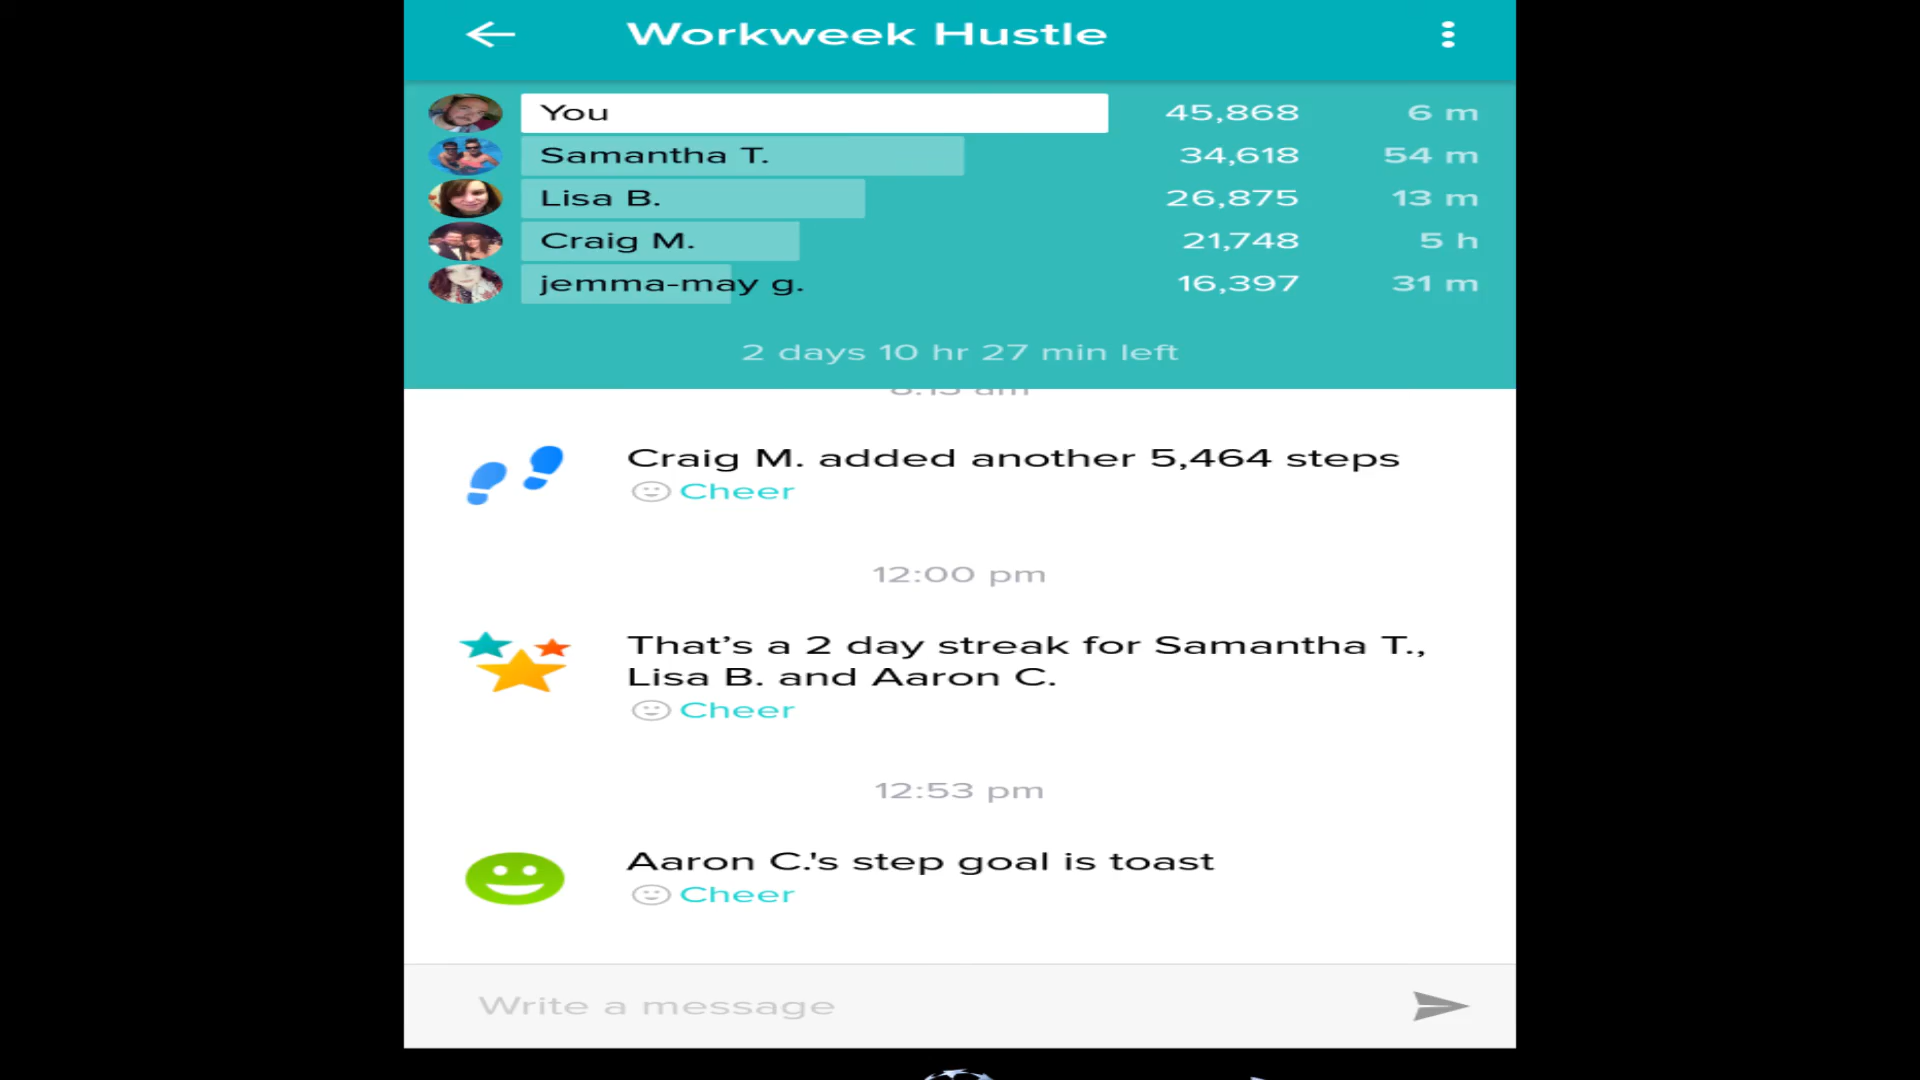 Workweek Hustle
You 45,868 6 m
Samantha T. 34,618 54 m
Lisa B. 26,875 13 m
Craig M. 21,748 5 h
jemma-may g. 16,397 31 m
2 days 10 hr 27 min left
Craig M. added another 5,464 steps
Cheer
12:00 pm
That's a 2 day streak for Samantha T.,
Lisa B. and Aaron C.
Cheer
12:53 pm
Aaron C.'s step goal is toast
Cheer
Write a message